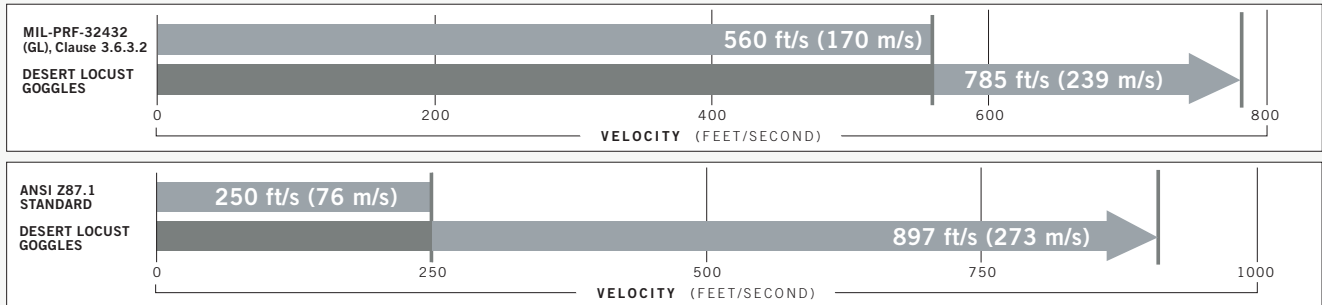 MIL-PRF-32432
(GL), Clause 3.6.3.2
560 ft/s (170 m/s)
DESERT LOCUST
GOGGLES
785 ft/s (239 m/s)
0 200 400 600 800
VELOCITY (FEET/SECOND)
ANSI Z87.1
STANDARD
250 ft/s (76 m/s)
DESERT LOCUST
GOGGLES
897 ft/s (273 m/s)
0 250 500 750 1000
VELOCITY (FEET/SECOND)